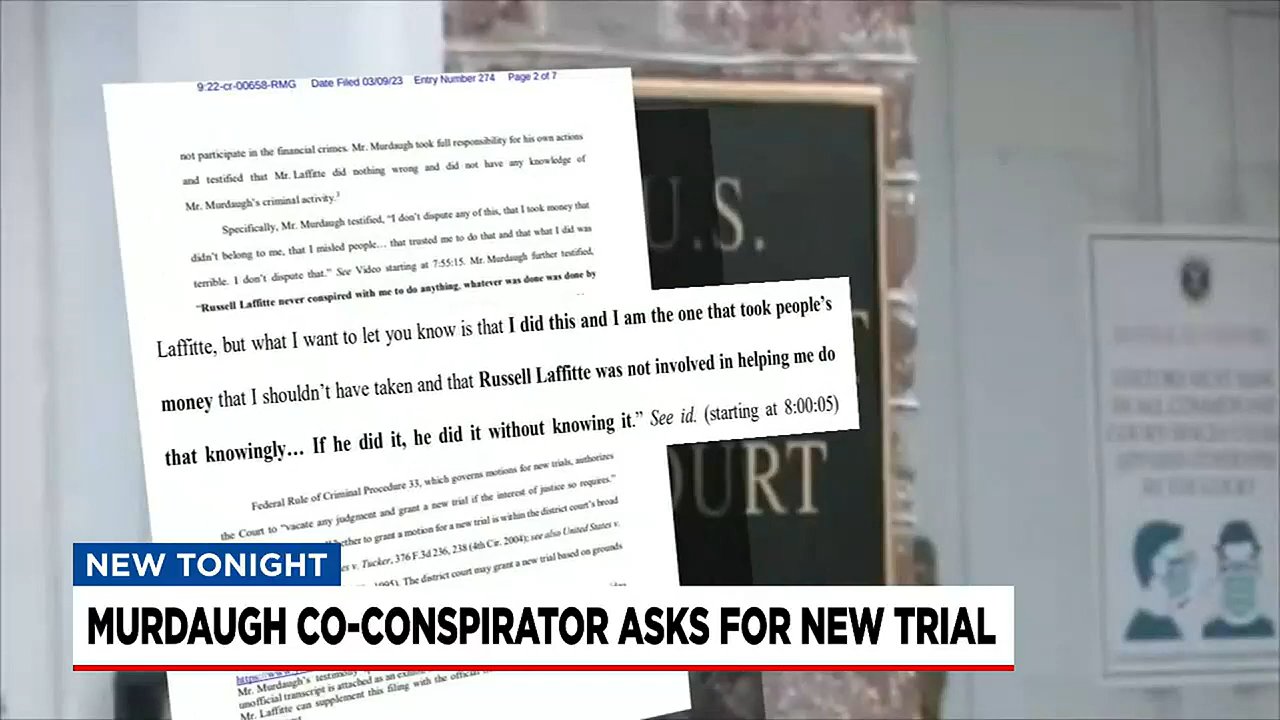 9:22-cr-00658-RMG Date Filed 03/09/23 Entry Number 274 Page 2 of 7
not participate in the financial crimes. Mr. Murdaugh took full responsibility for his own actions
and testified that Mr. Laffitte did nothing wrong and did not have any knowledge of
Mr. Murdaugh's criminal activity.³
Specifically, Mr. Murdaugh testified, "I don't dispute any of this, that I took money that
didn't belong to me, that I misled people… that trusted me to do that and that what I did was
terrible. I don't dispute that." See Video starting at 7:55:15. Mr. Murdaugh further testified,
"Russell Laffitte never conspired with me to do anything, whatever was done was done by
Laffitte, but what I want to let you know is that I did this and I am the one that took people's
money that I shouldn't have taken and that Russell Laffitte was not involved in helping me do
that knowingly… If he did it, he did it without knowing it." See id. (starting at 8:00:05)
Federal Rule of Criminal Procedure 33, which governs motions for new trials, authorizes
the Court to "vacate any judgment and grant a new trial if the interest of justice so requires."
whether to grant a motion for a new trial is within the district court's broad
v. Tucker, 376 F.3d 236, 238 (4th Cir. 2004); see also United States v.
1995). The district court may grant a new trial based on grounds
U.S.
COURT
NEW TONIGHT
MURDAUGH CO-CONSPIRATOR ASKS FOR NEW TRIAL
Mr. Murdaugh's testimony
unofficial transcript is attached as an
Mr. Laffitte can supplement this filing with the